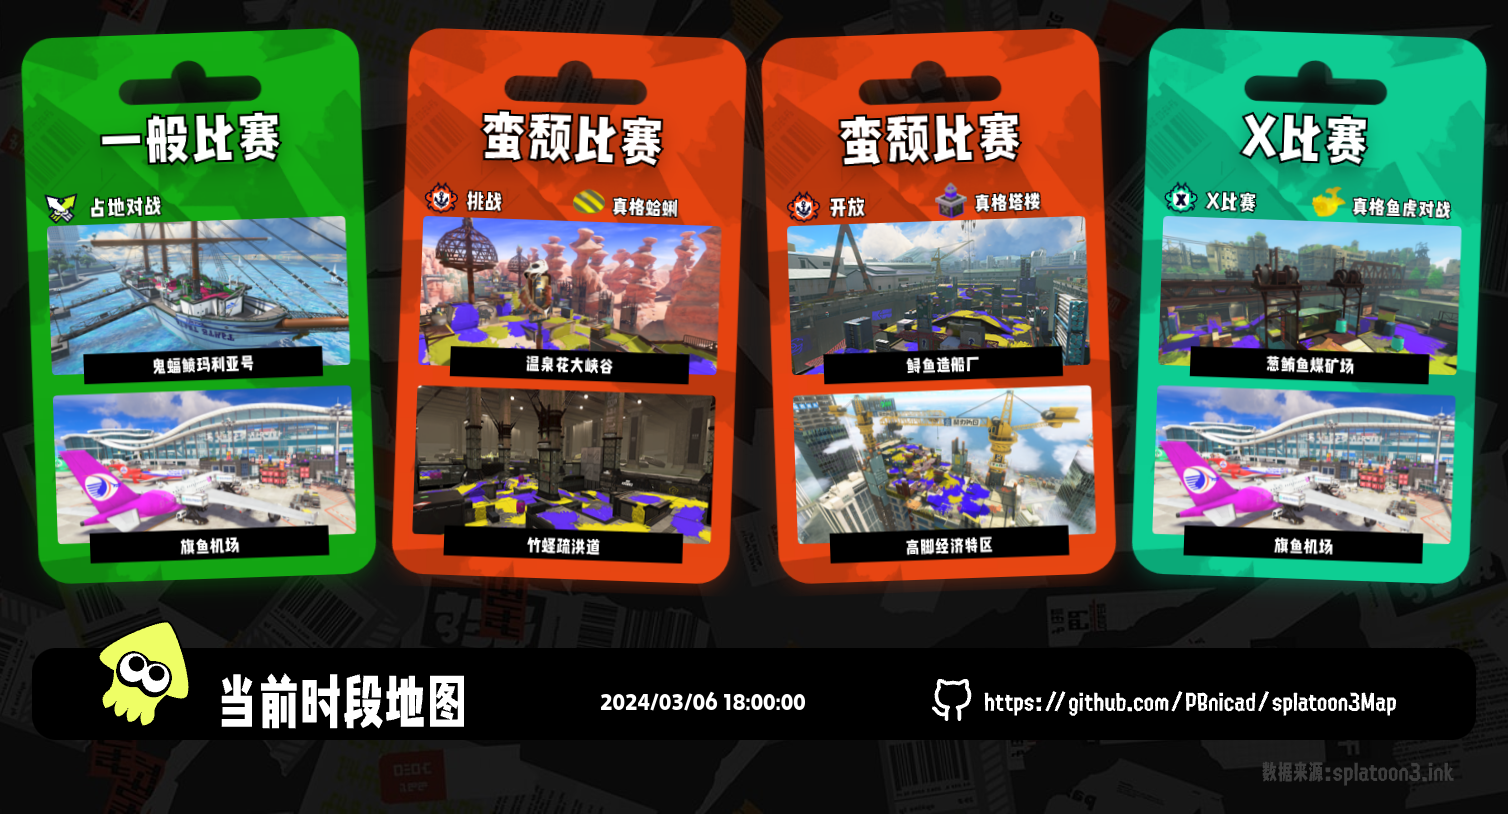 一般比赛
占地对战
鬼蝠鲼玛利亚号
旗鱼机场
蛮颓比赛
挑战
真格蛤蜊
温泉花大峡谷
竹蛏疏洪道
蛮颓比赛
开放
真格塔楼
鲟鱼造船厂
高脚经济特区
X比赛
X比赛
真格鱼虎对战
葱鲔鱼煤矿场
旗鱼机场
当前时段地图
2024/03/06 18:00:00
https://github.com/PBnicad/splatoon3Map
数据来源:splatoon3.ink